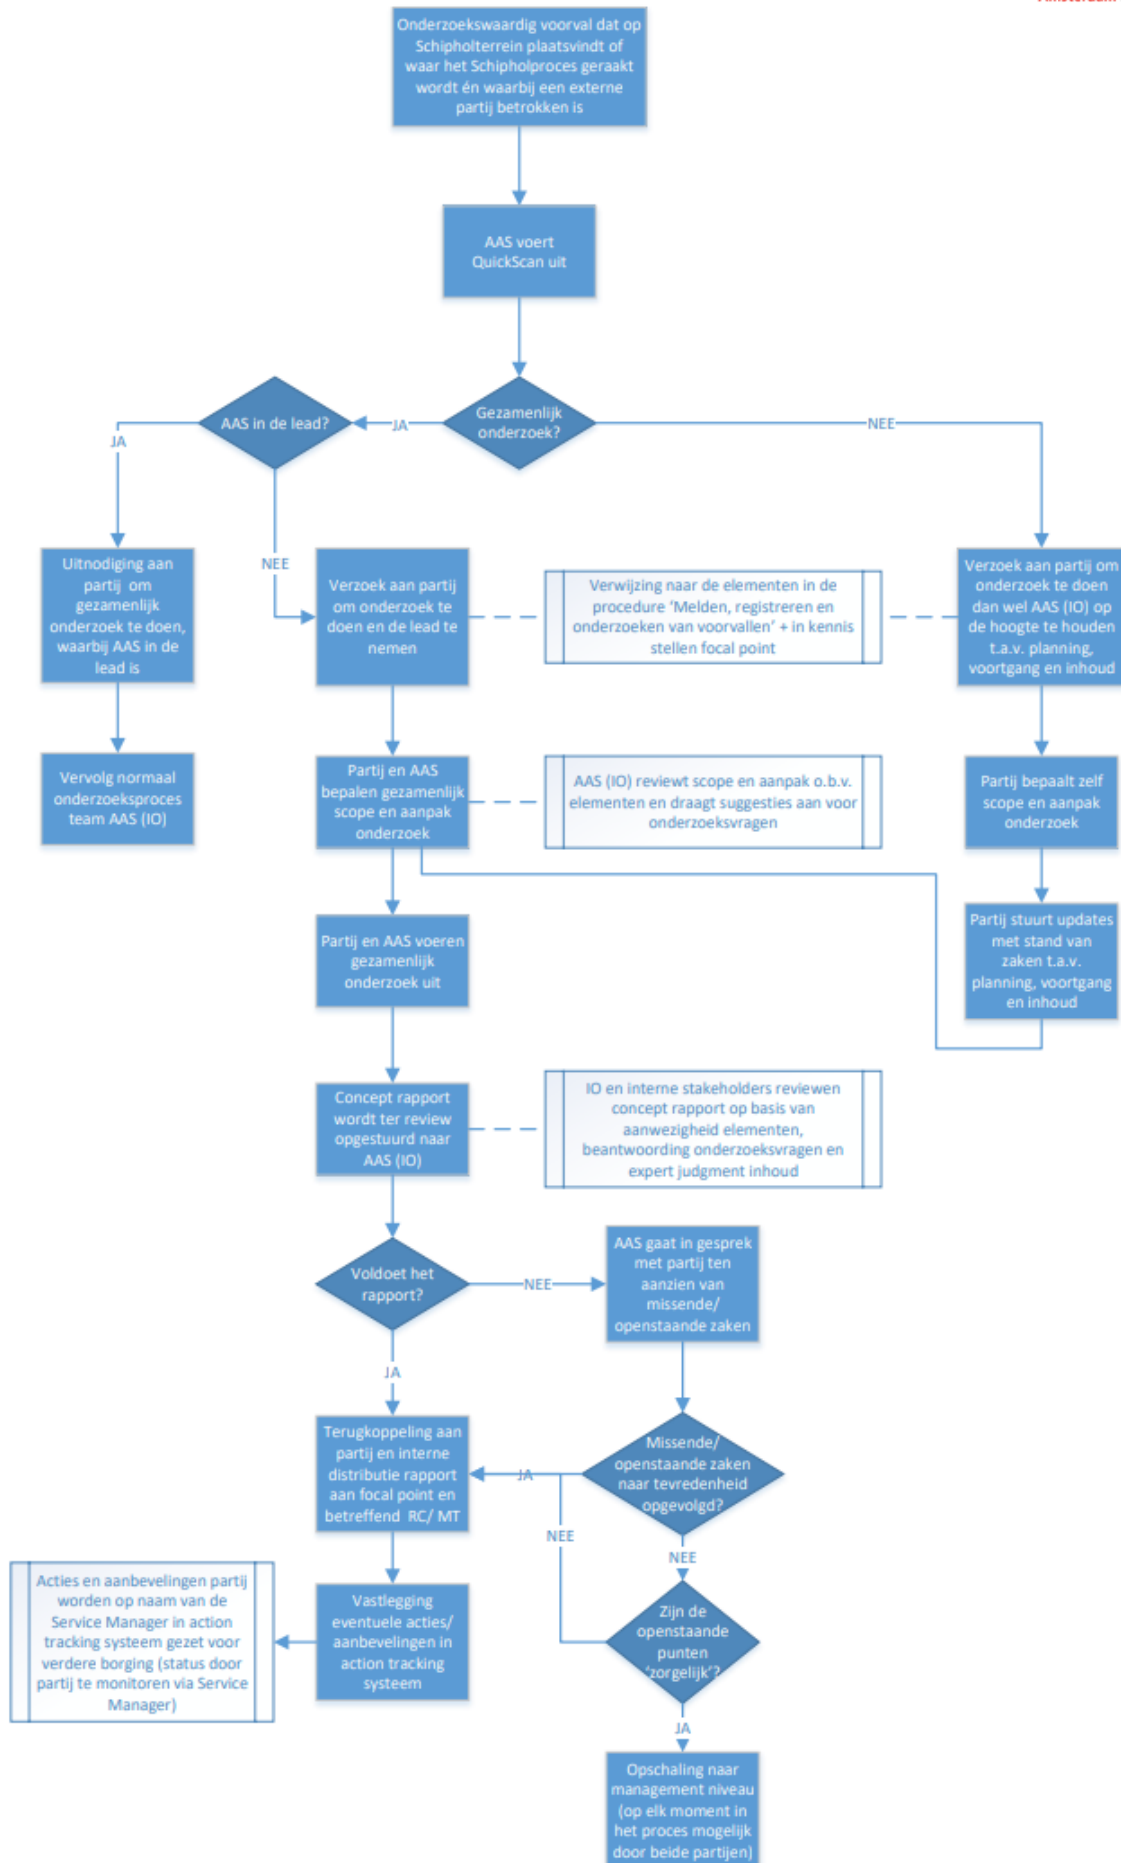 Amsterdam
Onderzoekswaardig voorval dat op
Schipholterrein plaatsvindt of
waar het Schipholproces geraakt
wordt én waarbij een externe
partij betrokken is
AAS voert
QuickScan uit
AAS in de lead?
JA
Gezamenlijk
onderzoek?
NEE
JA
NEE
Uitnodiging aan
partij om
gezamenlijk
onderzoek te doen,
waarbij AAS in de
lead is
Verzoek aan partij
om onderzoek te
doen en de lead te
nemen
Verwijzing naar de elementen in de
procedure ‘Melden, registreren en
onderzoeken van voorvallen’ + in kennis
stellen focal point
Verzoek aan partij om
onderzoek te doen
dan wel AAS (IO) op
de hoogte te houden
t.a.v. planning,
voortgang en inhoud
Vervolg normaal
onderzoeksproces
team AAS (IO)
Partij en AAS
bepalen gezamenlijk
scope en aanpak
onderzoek
AAS (IO) reviewt scope en aanpak o.b.v.
elementen en draagt suggesties aan voor
onderzoeksvragen
Partij bepaalt zelf
scope en aanpak
onderzoek
Partij en AAS voeren
gezamenlijk
onderzoek uit
Partij stuurt updates
met stand van
zaken t.a.v.
planning, voortgang
en inhoud
Concept rapport
wordt ter review
opgestuurd naar
AAS (IO)
IO en interne stakeholders reviewen
concept rapport op basis van
aanwezigheid elementen,
beantwoording onderzoeksvragen en
expert judgment inhoud
Voldoet het
rapport?
NEE
AAS gaat in gesprek
met partij ten
aanzien van
missende/
openstaande zaken
JA
Terugkoppeling aan
partij en interne
distributie rapport
aan focal point en
betreffend RC/ MT
JA
Missende/
openstaande zaken
naar tevredenheid
opgevolgd?
NEE
NEE
Acties en aanbevelingen partij
worden op naam van de
Service Manager in action
tracking systeem gezet voor
verdere borging (status door
partij te monitoren via Service
Manager)
Vastlegging
eventuele acties/
aanbevelingen in
action tracking
systeem
Zijn de
openstaande
punten
‘zorgelijk’?
JA
Opschaling naar
management niveau
(op elk moment in
het proces mogelijk
door beide partijen)